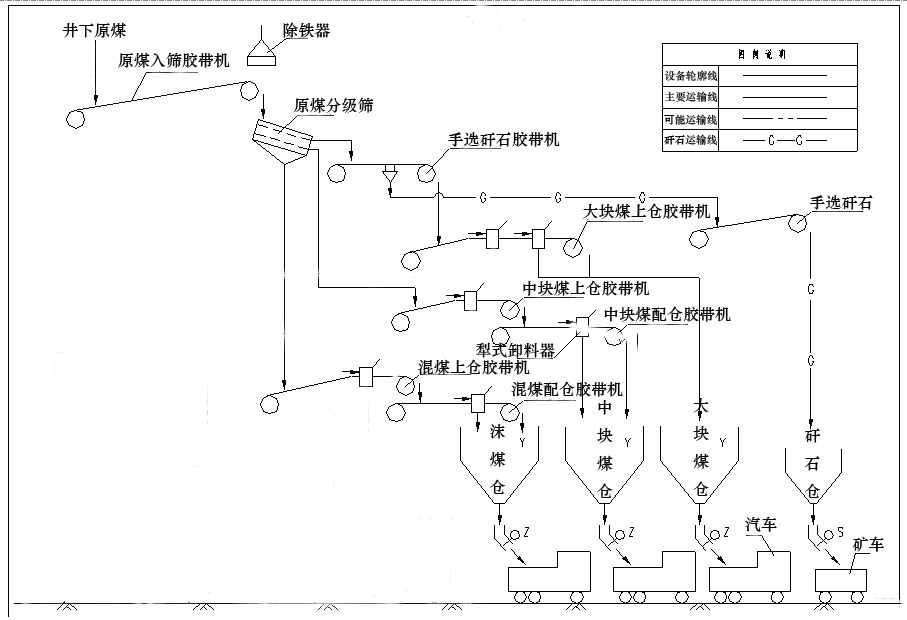 井下原煤
除铁器
原煤入筛胶带机
图例说明
设备轮廓线
主要运输线
可能运输线
矸石运输线
G G
原煤分级筛
手选矸石胶带机
G G G
手选矸石
大块煤上仓胶带机
G
中块煤上仓胶带机
中块煤配仓胶带机
犁式卸料器
G
混煤上仓胶带机
混煤配仓胶带机
沫煤仓
Y
中块煤仓
Y
大块煤仓
Y
矸石仓
Z
Z
Z
S
汽车
矿车